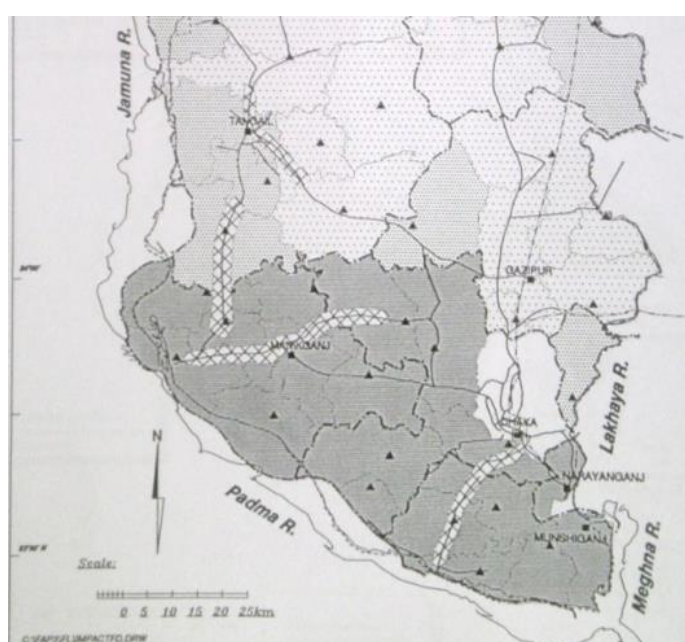 Jamuna R.
TANGAIL
GAZIPUR
MANIKGANJ
DHAKA
Lakhaya R.
NARAYANGANJ
N
Padma R.
MUNSHIGANJ
Meghna R.
Scale:
0 5 10 15 20 25km